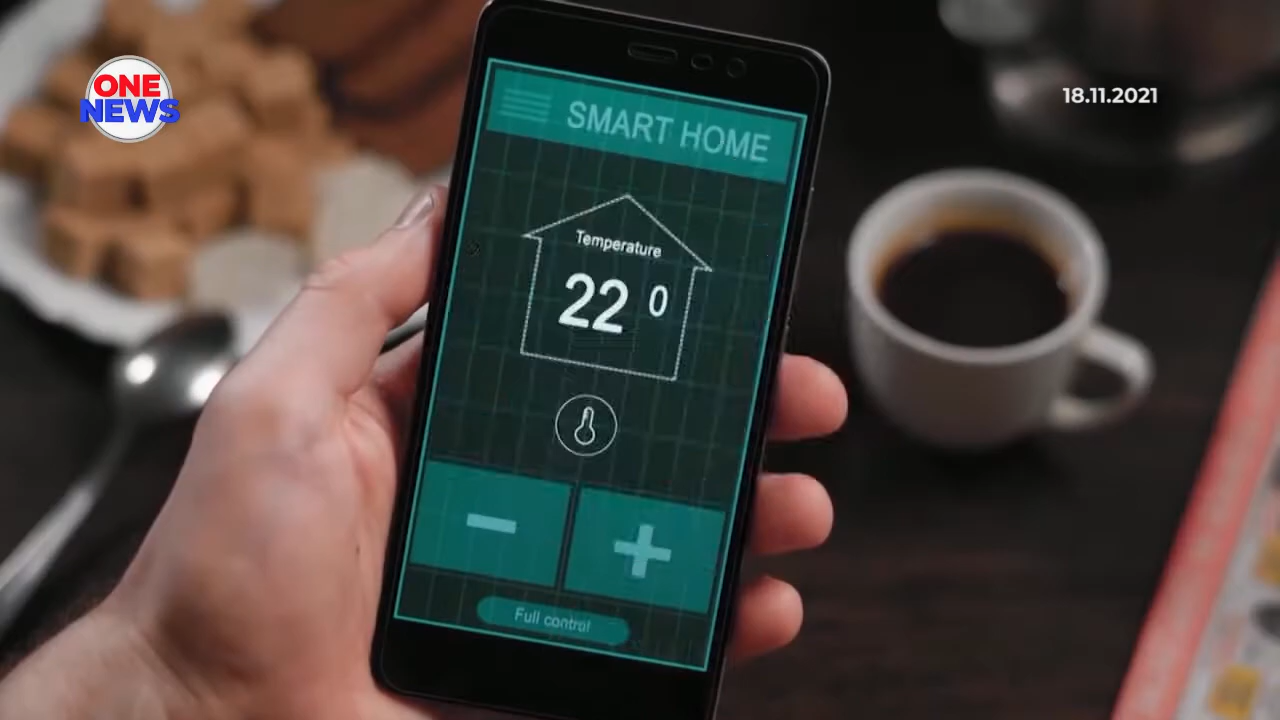 ONE
NEWS
18.11.2021
SMART HOME
Temperature
22 0
Full control